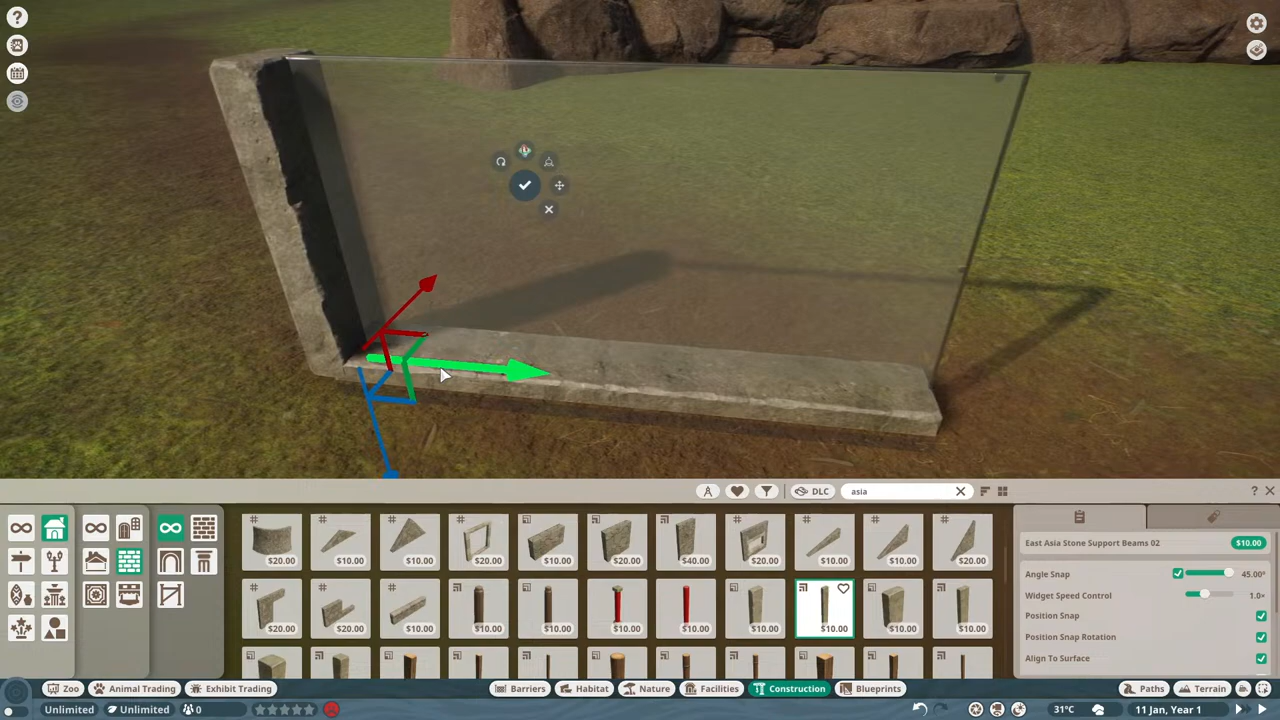 ?
DLC
asia
?
$20.00
$10.00
$10.00
$20.00
$10.00
$20.00
$40.00
$20.00
$10.00
$10.00
$20.00
East Asia Stone Support Beams 02
$10.00
Angle Snap
45.00°
Widget Speed Control
1.0×
Position Snap
Position Snap Rotation
Align To Surface
$20.00
$20.00
$10.00
$10.00
$10.00
$10.00
$10.00
$10.00
$10.00
$10.00
$20.00
Zoo
Animal Trading
Exhibit Trading
Barriers
Habitat
Nature
Facilities
Construction
Blueprints
Paths
Terrain
Unlimited
Unlimited
0
31°C
11 Jan, Year 1